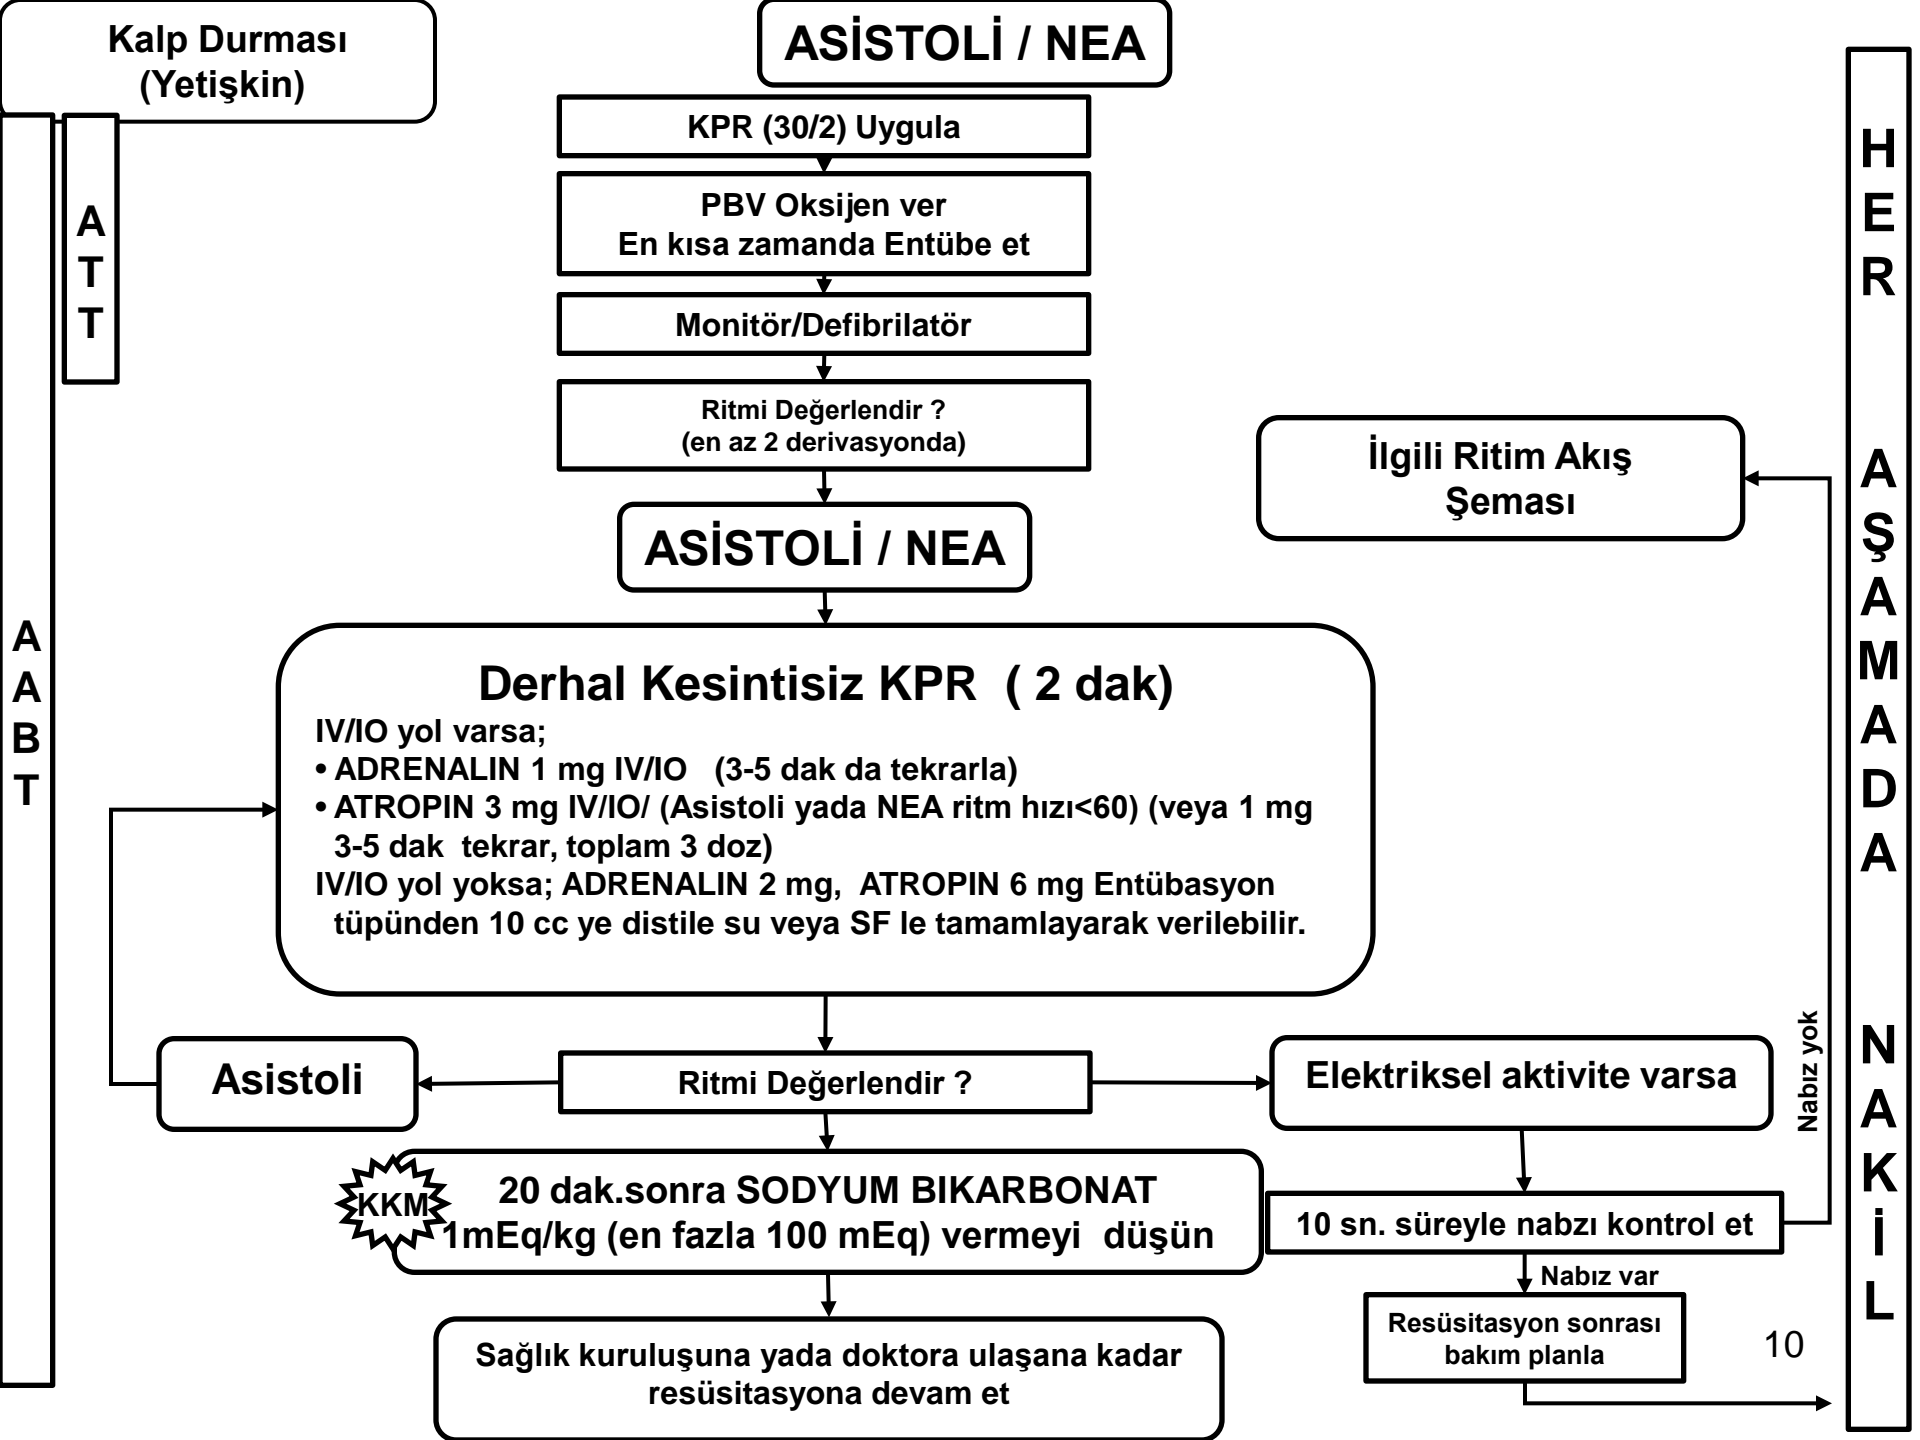 Kalp Durması
(Yetişkin)
ASİSTOLİ / NEA
KPR (30/2) Uygula
PBV Oksijen ver
En kısa zamanda Entübe et
Monitör/Defibrilatör
Ritmi Değerlendir ?
(en az 2 derivasyonda)
ASİSTOLİ / NEA
İlgili Ritim Akış
Şeması
A
T
T
A
A
B
T
Derhal Kesintisiz KPR ( 2 dak)
IV/IO yol varsa;
• ADRENALIN 1 mg IV/IO (3-5 dak da tekrarla)
• ATROPIN 3 mg IV/IO/ (Asistoli yada NEA ritm hızı<60) (veya 1 mg
3-5 dak tekrar, toplam 3 doz)
IV/IO yol yoksa; ADRENALIN 2 mg, ATROPIN 6 mg Entübasyon
tüpünden 10 cc ye distile su veya SF le tamamlayarak verilebilir.
Asistoli
Ritmi Değerlendir ?
Elektriksel aktivite varsa
Nabız yok
KKM
20 dak.sonra SODYUM BIKARBONAT
1mEq/kg (en fazla 100 mEq) vermeyi düşün
10 sn. süreyle nabzı kontrol et
Nabız var
Resüsitasyon sonrası
bakım planla
Sağlık kuruluşuna yada doktora ulaşana kadar
resüsitasyona devam et
10
H
E
R
A
Ş
A
M
A
D
A
N
A
K
İ
L